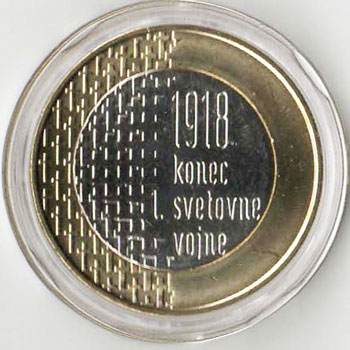 1918
konec
1. svetovne
vojne